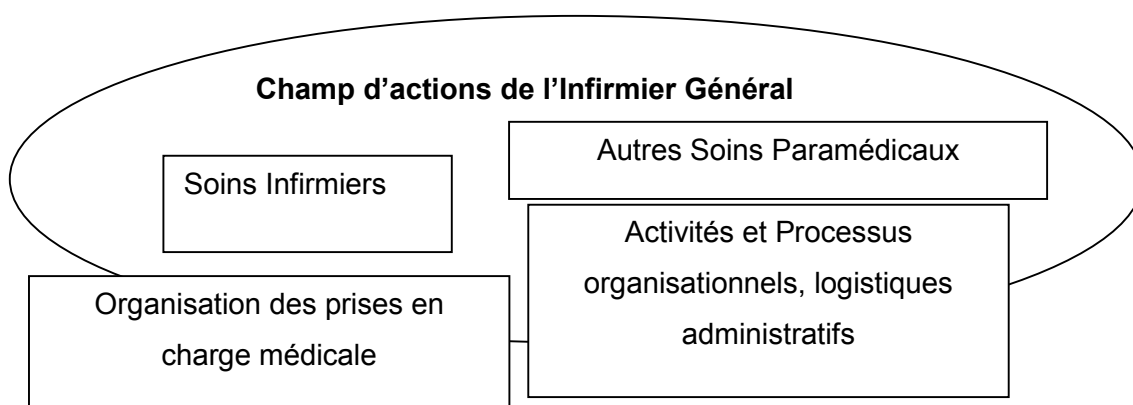 Champ d’actions de l’Infirmier Général
Autres Soins Paramédicaux
Soins Infirmiers
Activités et Processus
organisationnels, logistiques
administratifs
Organisation des prises en
charge médicale